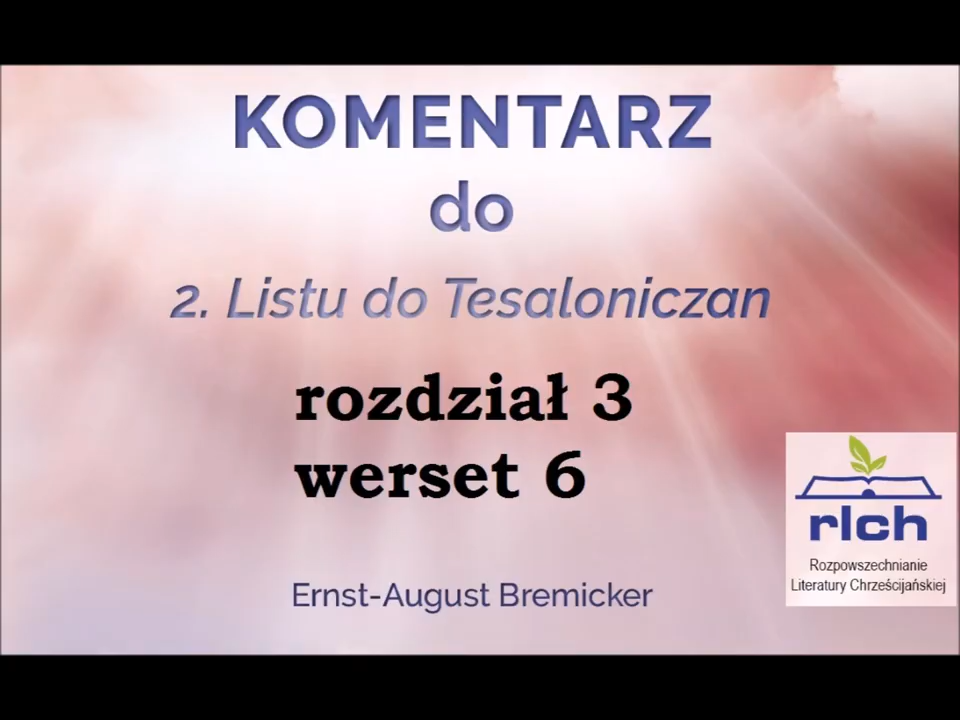 KOMENTARZ
do
2. Listu do Tesaloniczan
rozdział 3
werset 6
Ernst-August Bremicker
rlch
Rozpowszechnianie
Literatury Chrześcijańskiej